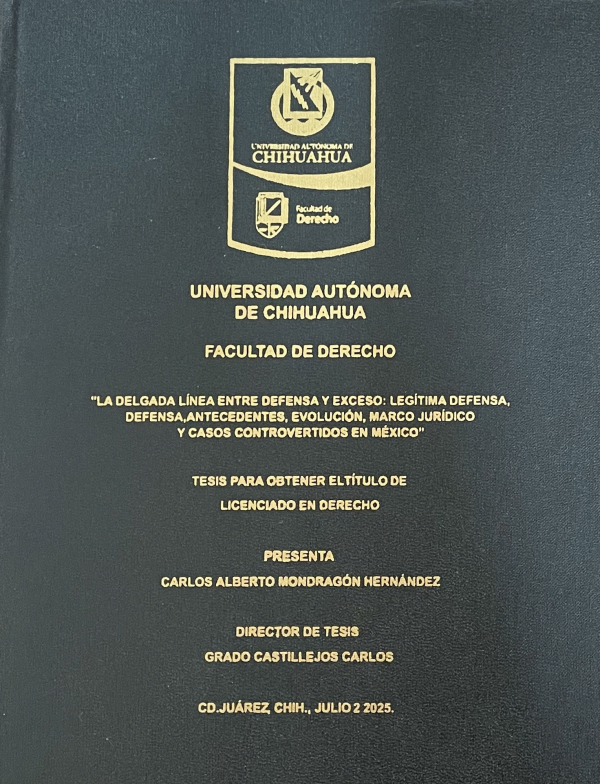 UNIVERSIDAD AUTÓNOMA DE
CHIHUAHUA
Facultad de
Derecho
UNIVERSIDAD AUTÓNOMA
DE CHIHUAHUA
FACULTAD DE DERECHO
"LA DELGADA LÍNEA ENTRE DEFENSA Y EXCESO: LEGÍTIMA DEFENSA,
DEFENSA,ANTECEDENTES, EVOLUCIÓN, MARCO JURÍDICO
Y CASOS CONTROVERTIDOS EN MÉXICO"
TESIS PARA OBTENER ELTÍTULO DE
LICENCIADO EN DERECHO
PRESENTA
CARLOS ALBERTO MONDRAGÓN HERNÁNDEZ
DIRECTOR DE TESIS
GRADO CASTILLEJOS CARLOS
CD.JUÁREZ, CHIH., JULIO 2 2025.